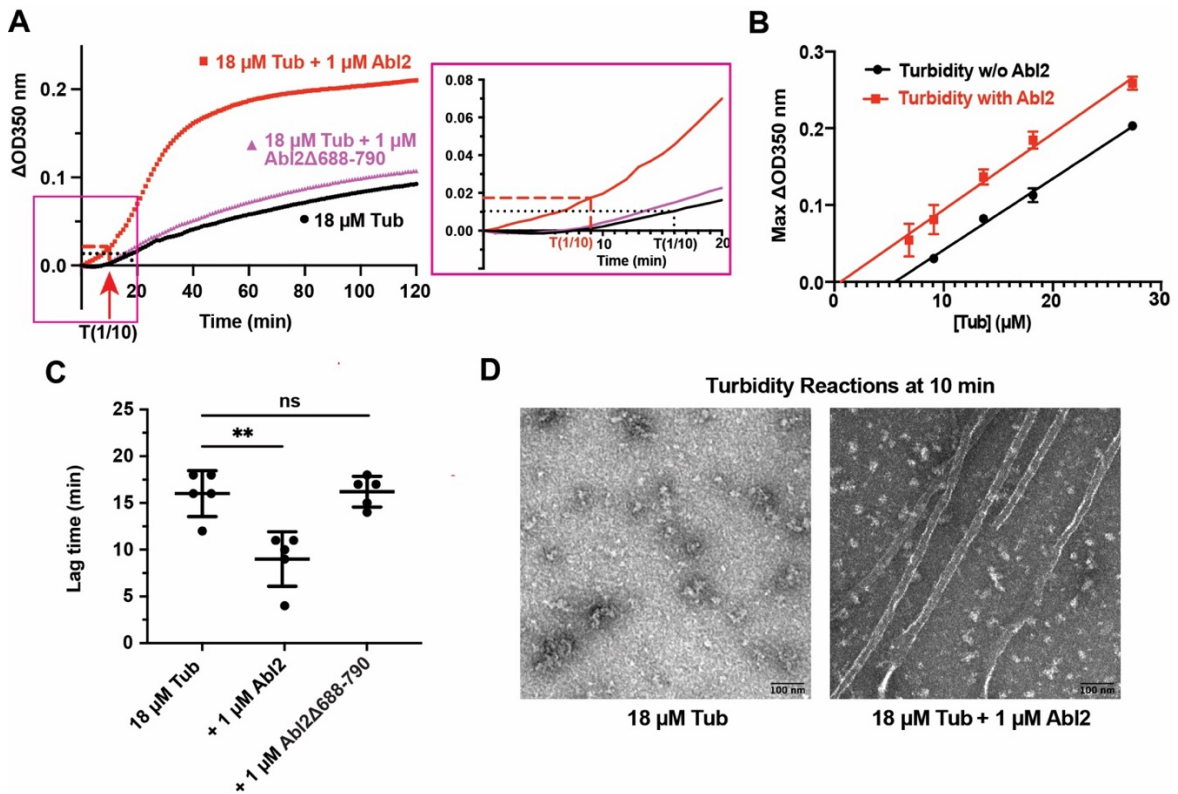 A
ΔOD350 nm
0.2
0.1
0.0
20
40
60
80
100
120
Time (min)
T(1/10)
■ 18 µM Tub + 1 µM Abl2
▲ 18 µM Tub + 1 µM
Abl2Δ688-790
● 18 µM Tub
0.08
0.06
0.04
0.02
0.00
T(1/10)
10
T(1/10)
20
Time (min)
B
Max ΔOD350 nm
0.3
0.2
0.1
0.0
0
10
20
30
[Tub] (µM)
Turbidity w/o Abl2
Turbidity with Abl2
C
Lag time (min)
25
20
15
10
5
0
ns
**
18 µM Tub
+ 1 µM Abl2
+ 1 µM Abl2Δ688-790
D
Turbidity Reactions at 10 min
100 nm
100 nm
18 µM Tub
18 µM Tub + 1 µM Abl2